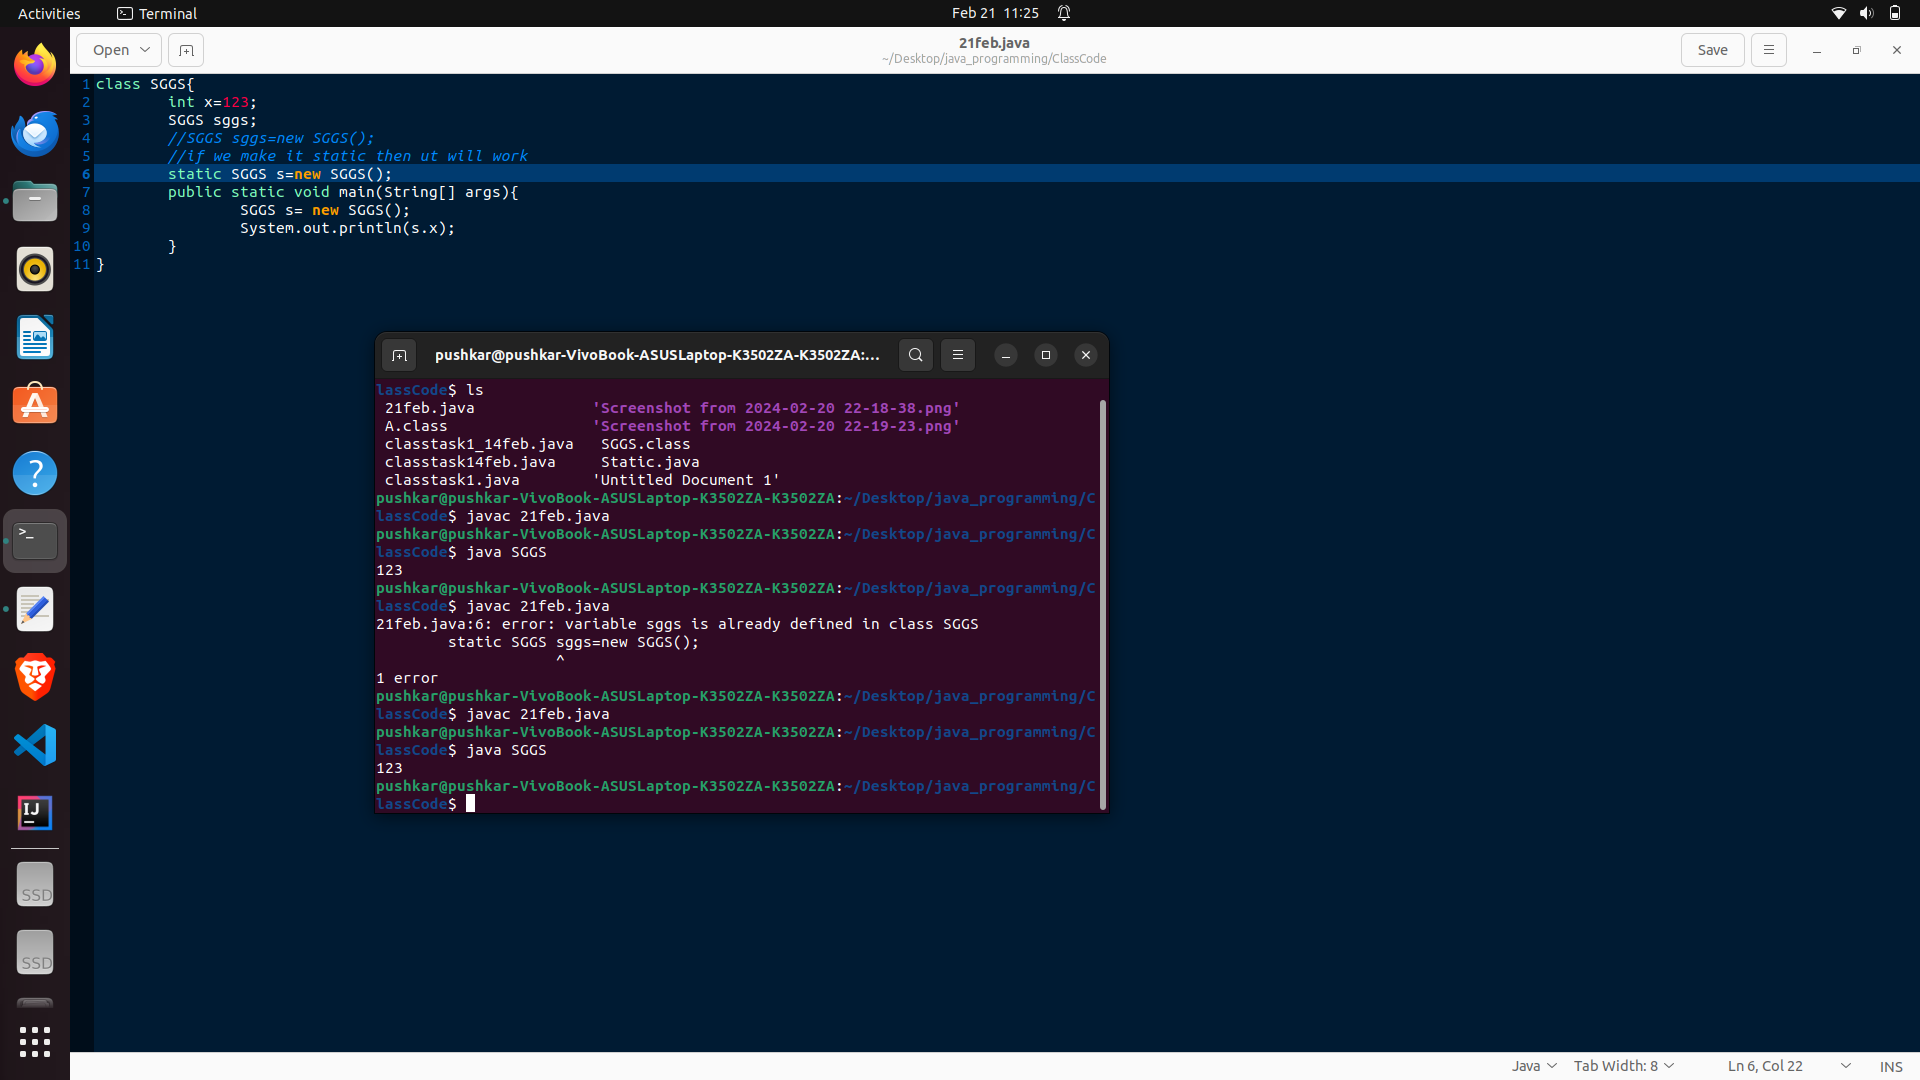 Activities
Terminal
Feb 21 11:25
Open
21feb.java
~/Desktop/java_programming/ClassCode
Save
1 class SGGS{
2 int x=123;
3 SGGS sggs;
4 //SGGS sggs=new SGGS();
5 //if we make it static then ut will work
6 static SGGS s=new SGGS();
7 public static void main(String[] args){
8 SGGS s= new SGGS();
9 System.out.println(s.x);
10 }
11 }
pushkar@pushkar-VivoBook-ASUSLaptop-K3502ZA-K3502ZA:...
lassCode$ ls
21feb.java 'Screenshot from 2024-02-20 22-18-38.png'
A.class 'Screenshot from 2024-02-20 22-19-23.png'
classtask1_14feb.java SGGS.class
classtask14feb.java Static.java
classtask1.java 'Untitled Document 1'
pushkar@pushkar-VivoBook-ASUSLaptop-K3502ZA-K3502ZA:~/Desktop/java_programming/C
lassCode$ javac 21feb.java
pushkar@pushkar-VivoBook-ASUSLaptop-K3502ZA-K3502ZA:~/Desktop/java_programming/C
lassCode$ java SGGS
123
pushkar@pushkar-VivoBook-ASUSLaptop-K3502ZA-K3502ZA:~/Desktop/java_programming/C
lassCode$ javac 21feb.java
21feb.java:6: error: variable sggs is already defined in class SGGS
static SGGS sggs=new SGGS();
^
1 error
pushkar@pushkar-VivoBook-ASUSLaptop-K3502ZA-K3502ZA:~/Desktop/java_programming/C
lassCode$ javac 21feb.java
pushkar@pushkar-VivoBook-ASUSLaptop-K3502ZA-K3502ZA:~/Desktop/java_programming/C
lassCode$ java SGGS
123
pushkar@pushkar-VivoBook-ASUSLaptop-K3502ZA-K3502ZA:~/Desktop/java_programming/C
lassCode$
IJ
SSD
SSD
Java
Tab Width: 8
Ln 6, Col 22
INS